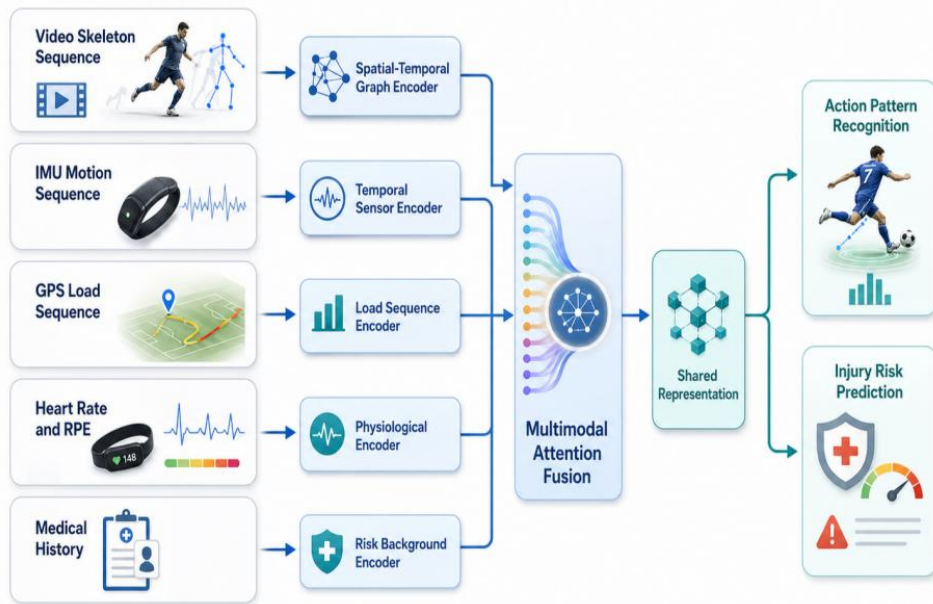 Video Skeleton
Sequence
Spatial-Temporal
Graph Encoder
IMU Motion
Sequence
Temporal
Sensor Encoder
GPS Load
Sequence
Load Sequence
Encoder
Heart Rate
and RPE
148
Physiological
Encoder
Medical
History
Risk Background
Encoder
Multimodal
Attention
Fusion
Shared
Representation
Action Pattern
Recognition
7
Injury Risk
Prediction